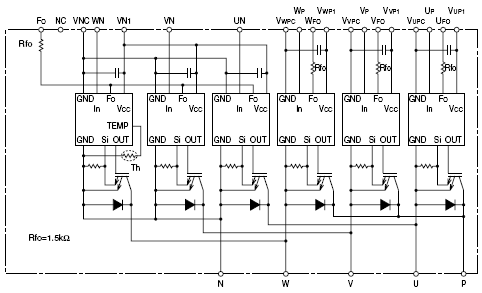 WP VWP1 VP VVP1 UP VUP1
FO NC VNC WN VN1 VN UN VWPC WFO VVPC VFO VUPC UFO
Rfo Rfo Rfo Rfo
GND Fo GND Fo GND Fo GND Fo GND Fo GND Fo
In Vcc In Vcc In Vcc In Vcc In Vcc In Vcc
TEMP
GND Si OUT GND Si OUT GND Si OUT GND Si OUT GND Si OUT GND Si OUT
Th
Rfo=1.5kΩ
N W V U P